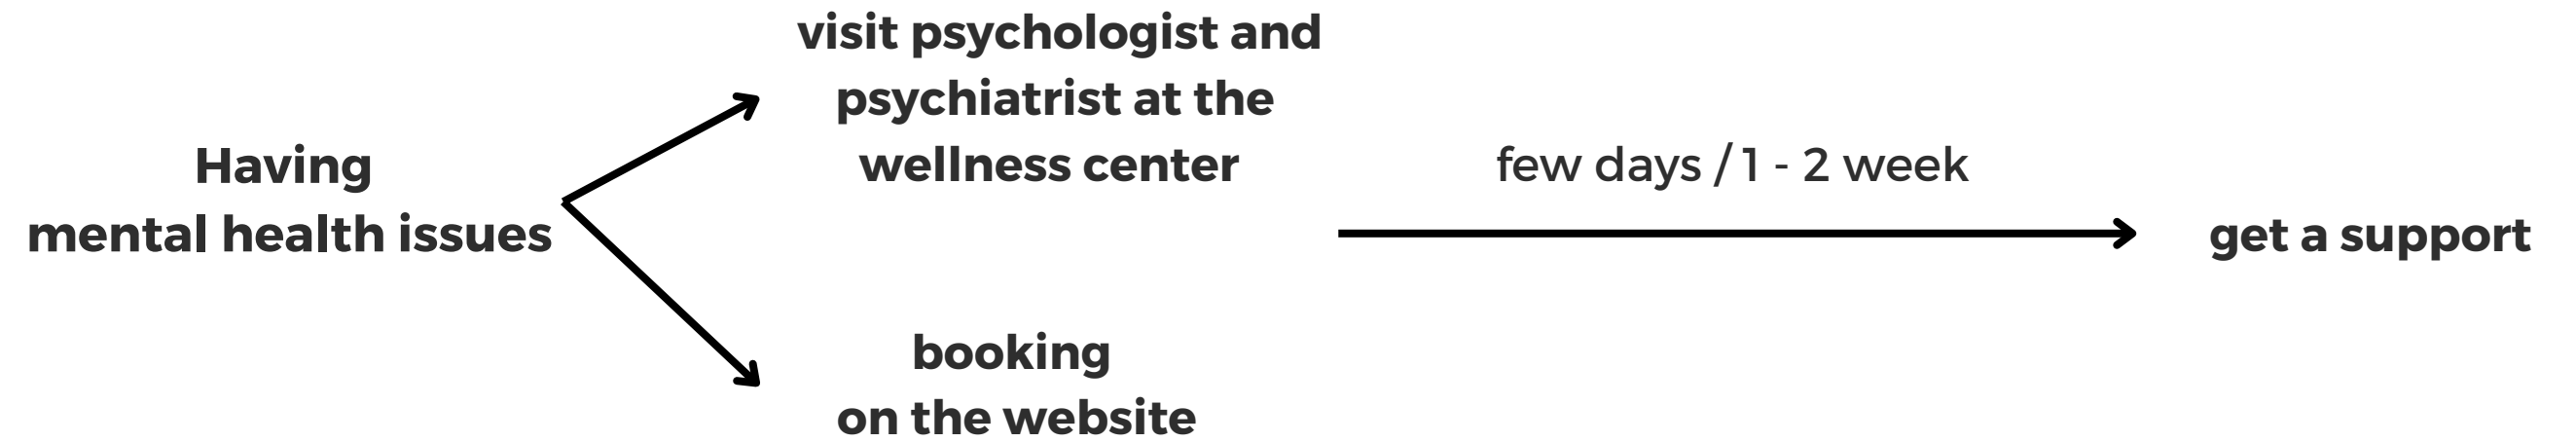 Having
mental health issues
visit psychologist and
psychiatrist at the
wellness center
booking
on the website
few days / 1 - 2 week
get a support